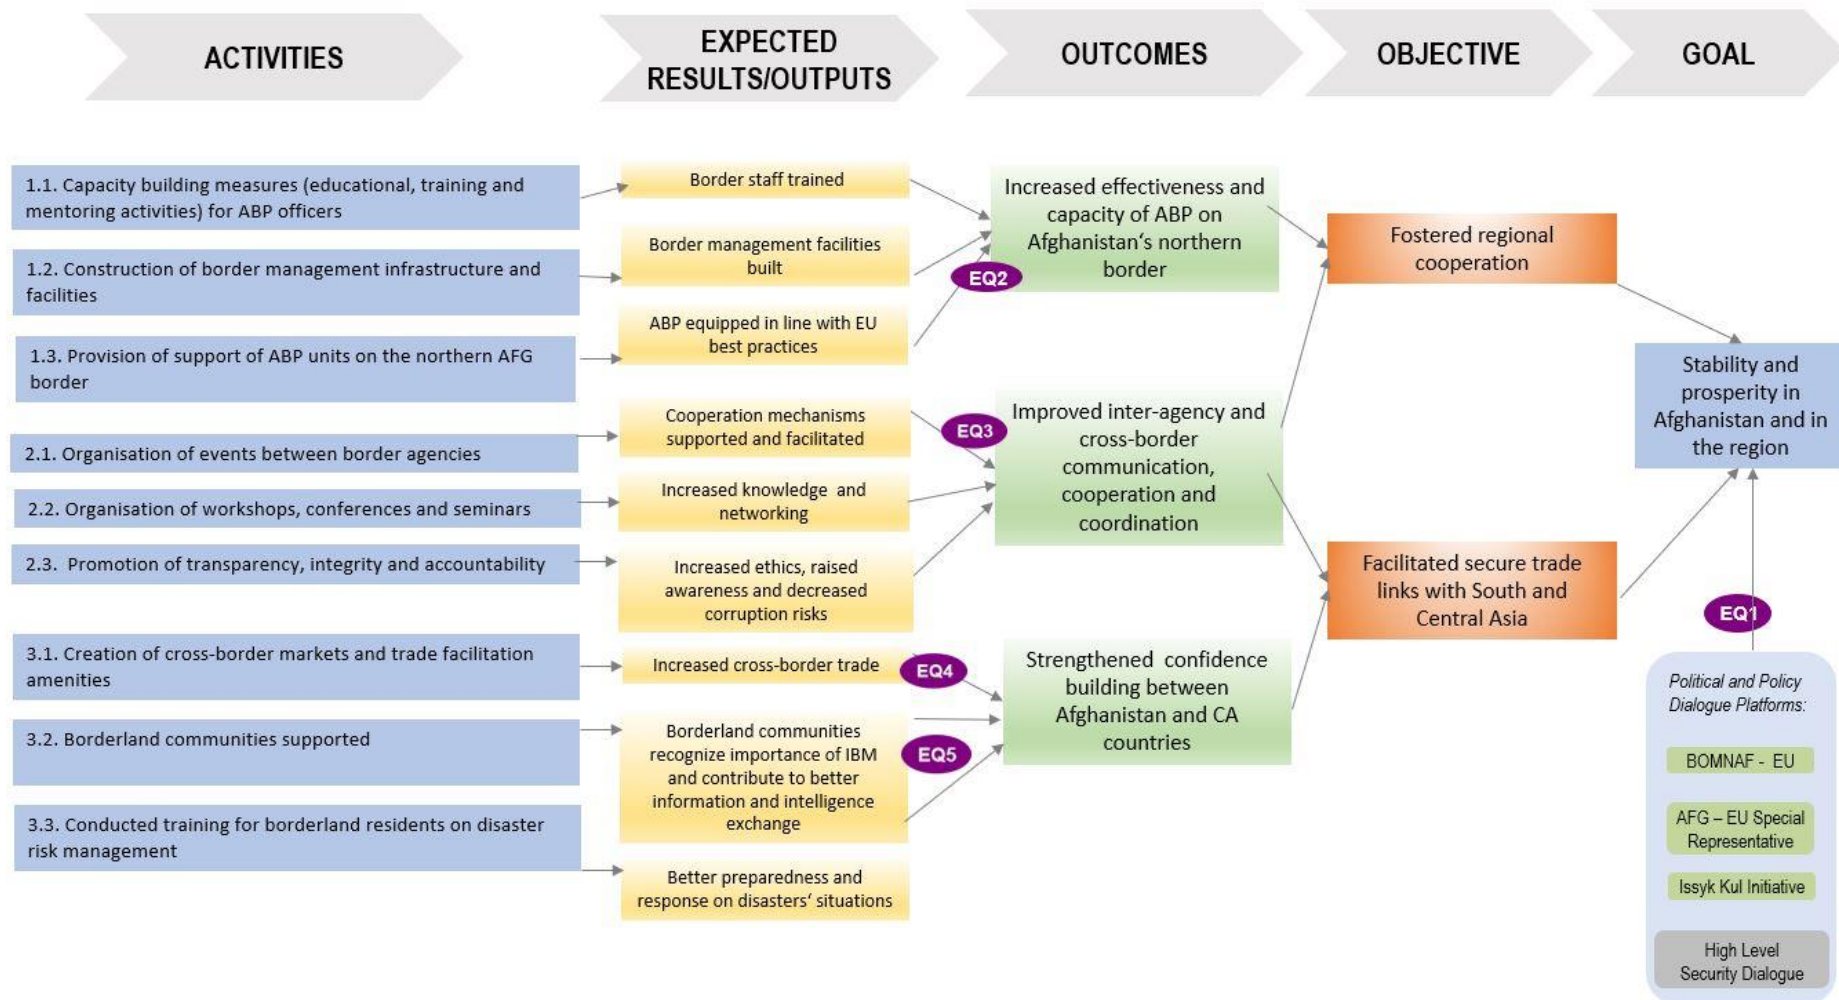 ACTIVITIES
EXPECTED
RESULTS/OUTPUTS
OUTCOMES
OBJECTIVE
GOAL
1.1. Capacity building measures (educational, training and
mentoring activities) for ABP officers
1.2. Construction of border management infrastructure and
facilities
1.3. Provision of support of ABP units on the northern AFG
border
2.1. Organisation of events between border agencies
2.2. Organisation of workshops, conferences and seminars
2.3. Promotion of transparency, integrity and accountability
3.1. Creation of cross-border markets and trade facilitation
amenities
3.2. Borderland communities supported
3.3. Conducted training for borderland residents on disaster
risk management
Border staff trained
Border management facilities
built
ABP equipped in line with EU
best practices
Cooperation mechanisms
supported and facilitated
Increased knowledge and
networking
Increased ethics, raised
awareness and decreased
corruption risks
Increased cross-border trade
Borderland communities
recognize importance of IBM
and contribute to better
information and intelligence
exchange
Better preparedness and
response on disasters‘ situations
EQ2
EQ3
EQ4
EQ5
Increased effectiveness and
capacity of ABP on
Afghanistan‘s northern
border
Improved inter-agency and
cross-border
communication,
cooperation and
coordination
Strengthened confidence
building between
Afghanistan and CA
countries
Fostered regional
cooperation
Facilitated secure trade
links with South and
Central Asia
Stability and
prosperity in
Afghanistan and in
the region
EQ1
Political and Policy
Dialogue Platforms:
BOMNAF - EU
AFG – EU Special
Representative
Issyk Kul Initiative
High Level
Security Dialogue